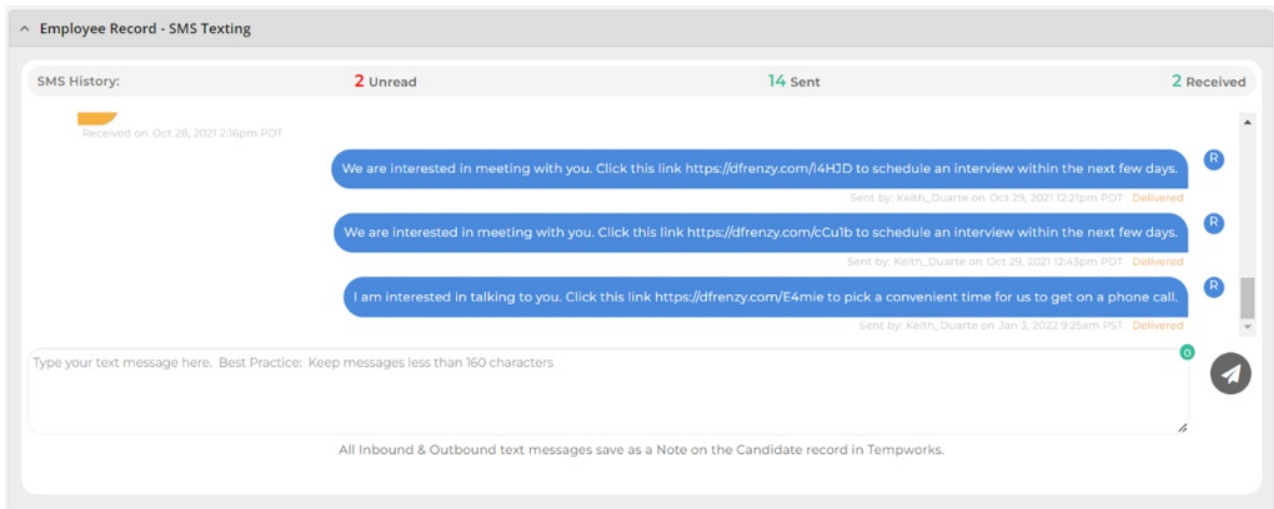 Employee Record - SMS Texting
SMS History: 2 Unread 14 Sent 2 Received
Received on Oct 28, 2021 2:16pm PDT
We are interested in meeting with you. Click this link https://dfrenzy.com/I4HJD to schedule an interview within the next few days. R
Sent by: Keith_Duarte on Oct 29, 2021 12:21pm PDT Delivered
We are interested in meeting with you. Click this link https://dfrenzy.com/cCu1b to schedule an interview within the next few days. R
Sent by: Keith_Duarte on Oct 29, 2021 12:43pm PDT Delivered
I am interested in talking to you. Click this link https://dfrenzy.com/E4mie to pick a convenient time for us to get on a phone call. R
Sent by: Keith_Duarte on Jan 3, 2022 9:25am PST Delivered
Type your text message here. Best Practice: Keep messages less than 160 characters 0
All Inbound & Outbound text messages save as a Note on the Candidate record in Tempworks.